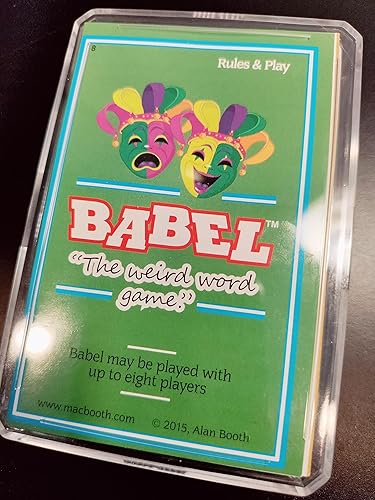 8
Rules & Play
BABEL™
“The weird word
game.”
Babel may be played with
up to eight players
www.macbooth.com © 2015, Alan Booth